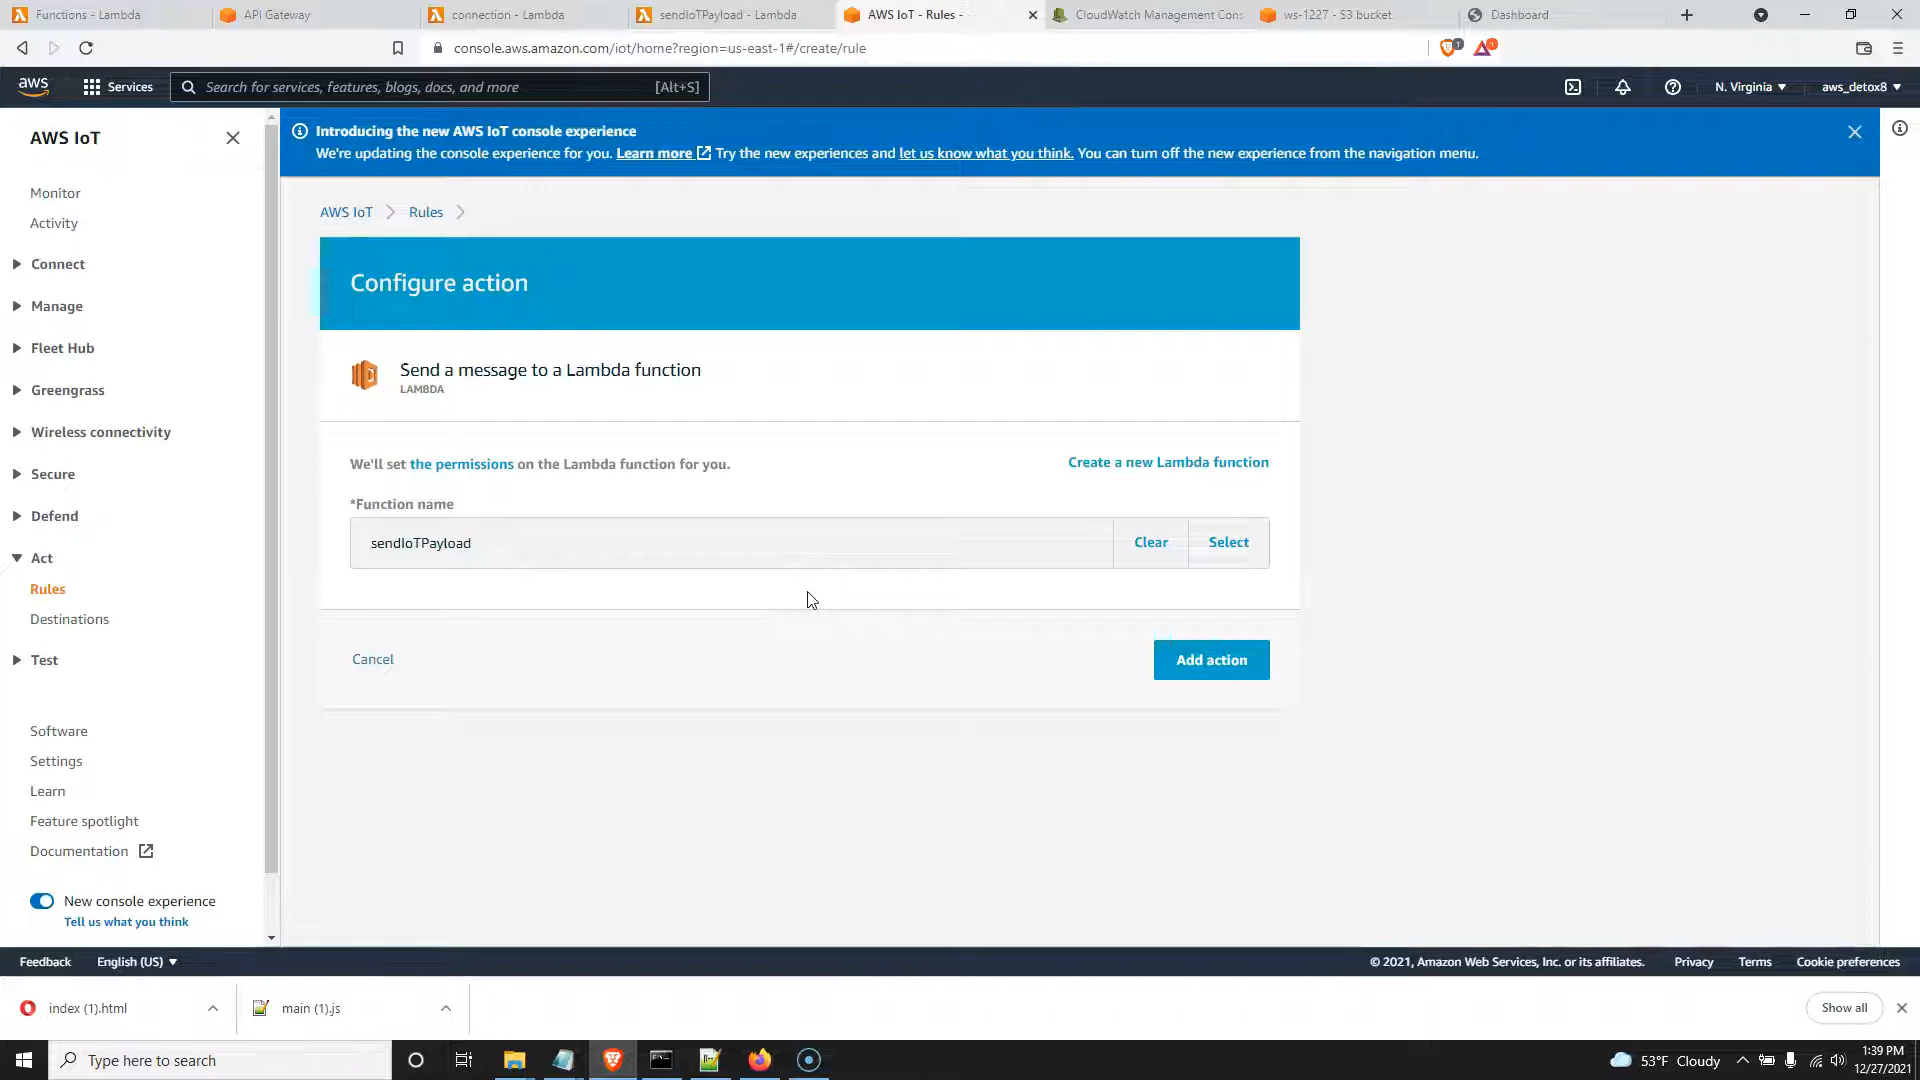 Functions - Lambda
API Gateway
connection - Lambda
sendIoTPayload - Lambda
AWS IoT - Rules -
CloudWatch Management Cons
ws-1227 - S3 bucket
Dashboard
console.aws.amazon.com/iot/home?region=us-east-1#/create/rule
1
1
aws
Services
Search for services, features, blogs, docs, and more
[Alt+S]
N. Virginia
aws_detox8
AWS IoT
Monitor
Activity
Connect
Manage
Fleet Hub
Greengrass
Wireless connectivity
Secure
Defend
Act
Rules
Destinations
Test
Software
Settings
Learn
Feature spotlight
Documentation
New console experience
Tell us what you think
Introducing the new AWS IoT console experience
We're updating the console experience for you. Learn more Try the new experiences and let us know what you think. You can turn off the new experience from the navigation menu.
AWS IoT
Rules
Configure action
Send a message to a Lambda function
LAMBDA
We'll set the permissions on the Lambda function for you.
Create a new Lambda function
*Function name
sendIoTPayload
Clear
Select
Cancel
Add action
Feedback
English (US)
© 2021, Amazon Web Services, Inc. or its affiliates.
Privacy
Terms
Cookie preferences
index (1).html
main (1).js
Show all
Type here to search
53°F Cloudy
1:39 PM
12/27/2021